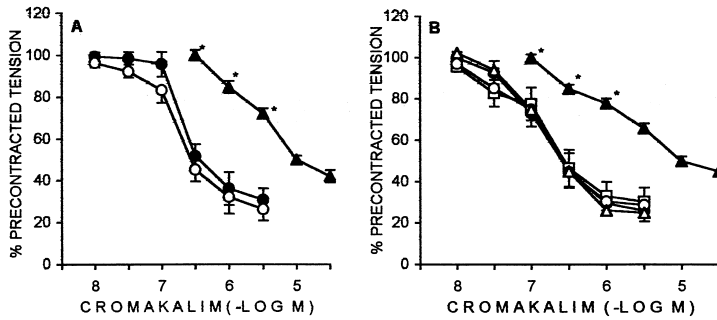 A
% PRECONTRACTED TENSION
120
100
80
60
40
20
0
* * *
8 7 6 5
CROMAKALIM (-LOG M)
B
% PRECONTRACTED TENSION
120
100
80
60
40
20
0
* * *
8 7 6 5
CROMAKALIM (-LOG M)